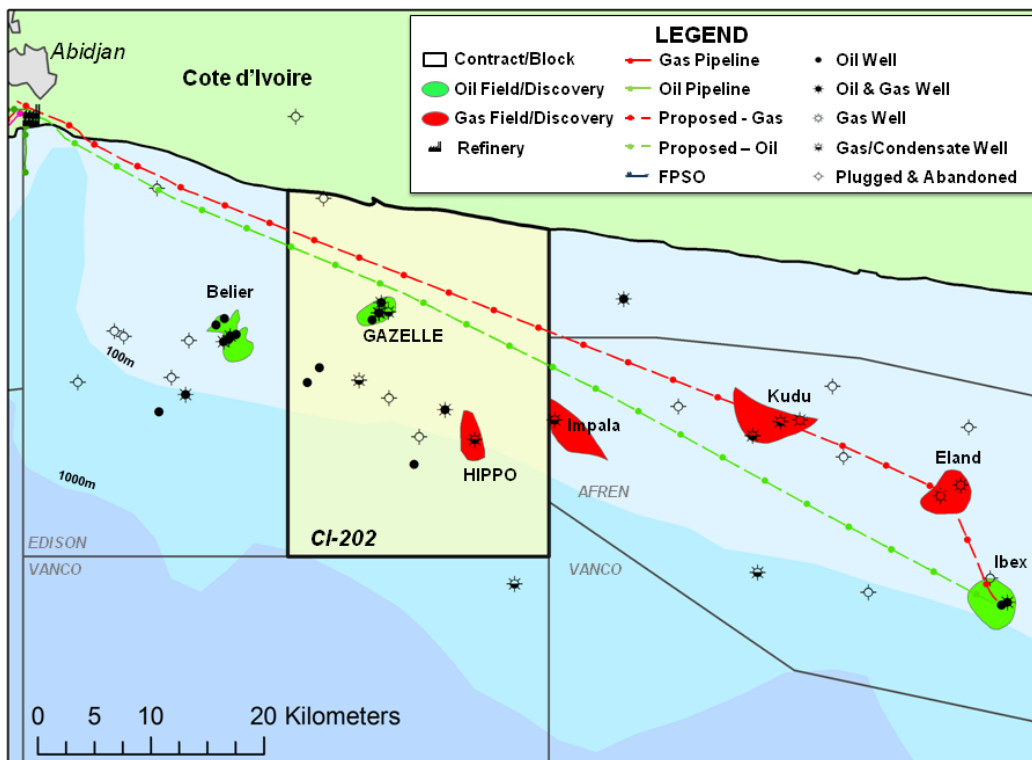 Abidjan
Cote d'Ivoire
LEGEND
Contract/Block
Gas Pipeline
Oil Well
Oil Field/Discovery
Oil Pipeline
Oil & Gas Well
Gas Field/Discovery
Proposed - Gas
Gas Well
Refinery
Proposed – Oil
Gas/Condensate Well
FPSO
Plugged & Abandoned
Belier
GAZELLE
100m
Kudu
Impala
HIPPO
Eland
1000m
AFREN
CI-202
EDISON
VANCO
VANCO
Ibex
0 5 10 20 Kilometers